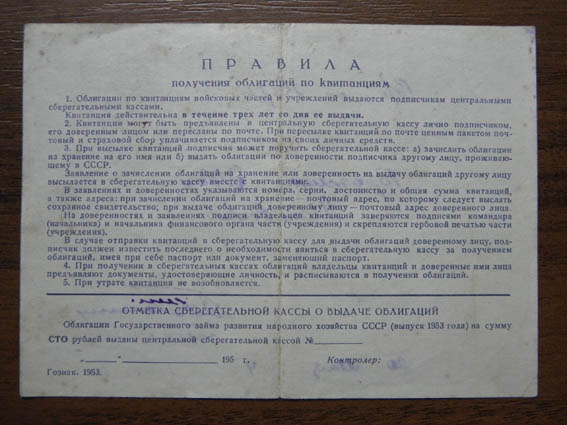 ПРАВИЛА
получения облигаций по квитанциям
1. Облигации по квитанциям войсковых частей и учреждений выдаются подписчикам центральными
сберегательными кассами.
Квитанция действительна в течение трех лет со дня ее выдачи.
2. Квитанции могут быть предъявлены в центральную сберегательную кассу лично подписчиком,
его доверенным лицом или пересланы по почте. При пересылке квитанций по почте ценным пакетом поч-
товый и страховой сбор уплачивается подписчиком из своих личных средств.
3. При высылке квитанций подписчик может поручить сберегательной кассе: а) зачислить облигации
на хранение на его имя или б) выдать облигации по доверенности подписчика другому лицу, проживаю-
щему в СССР.
Заявление о зачислении облигаций на хранение или доверенность на выдачу облигаций другому лицу
высылается в сберегательную кассу вместе с квитанциями.
В заявлениях и доверенностях указываются номера, серии, достоинство и общая сумма квитанций,
а также адреса: при зачислении облигаций на хранение — почтовый адрес, по которому следует выслать
сохранное свидетельство; при выдаче облигаций доверенному лицу — почтовый адрес доверенного лица.
На доверенностях и заявлениях подписи владельцев квитанций заверяются подписями командира
(начальника) и начальника финансового органа части (учреждения) и скрепляются гербовой печатью части
(учреждения).
В случае отправки квитанций в сберегательную кассу для выдачи облигаций доверенному лицу, под-
писчик должен известить последнего о необходимости явиться в сберегательную кассу за получением
облигаций, имея при себе паспорт или документ, заменяющий паспорт.
4. При получении в сберегательных кассах облигаций владельцы квитанций и доверенные ими лица
предъявляют документы, удостоверяющие личность, и расписываются в получении облигаций.
5. При утрате квитанция не возобновляется.
ОТМЕТКА СБЕРЕГАТЕЛЬНОЙ КАССЫ О ВЫДАЧЕ ОБЛИГАЦИЙ
Облигации Государственного займа развития народного хозяйства СССР (выпуск 1953 года) на сумму
СТО рублей выданы центральной сберегательной кассой №
„ “ 195 г. Контролер:
Гознак. 1953.